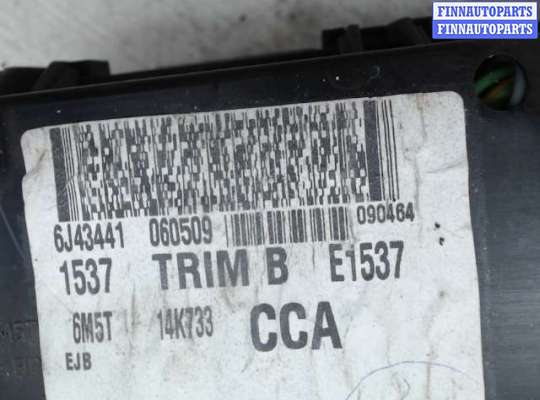 FINNAUTOPARTS
FINNAUTOPARTS
6J43441 060509 090464
1537 TRIM B E1537
6M5T 14K733 CCA
EJB